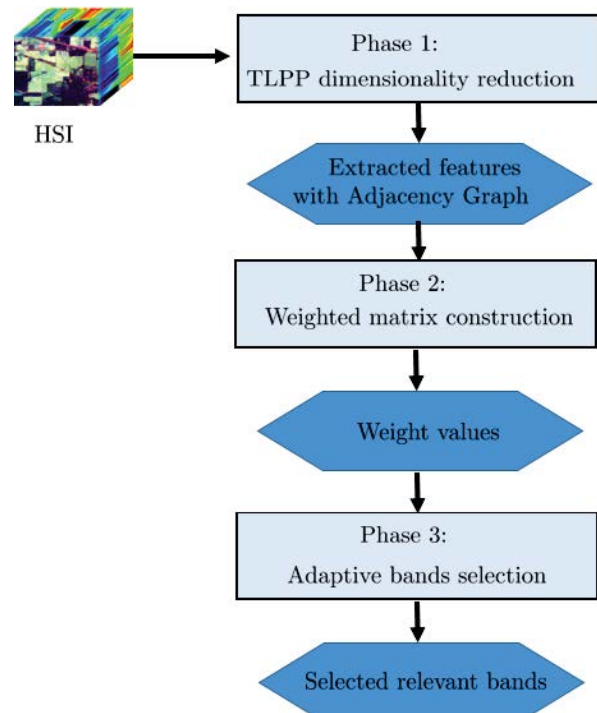 HSI
Phase 1:
TLPP dimensionality reduction
Extracted features
with Adjacency Graph
Phase 2:
Weighted matrix construction
Weight values
Phase 3:
Adaptive bands selection
Selected relevant bands